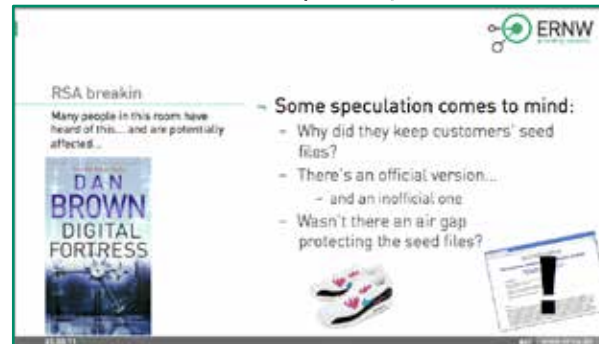 ERNW
RSA breakin
Many people in this room have
heard of this... and are potentially
affected...
DAN
BROWN
DIGITAL
FORTRESS
¬ Some speculation comes to mind:
- Why did they keep customers' seed
files?
- There's an official version...
- and an inofficial one
- Wasn't there an air gap
protecting the seed files?
!